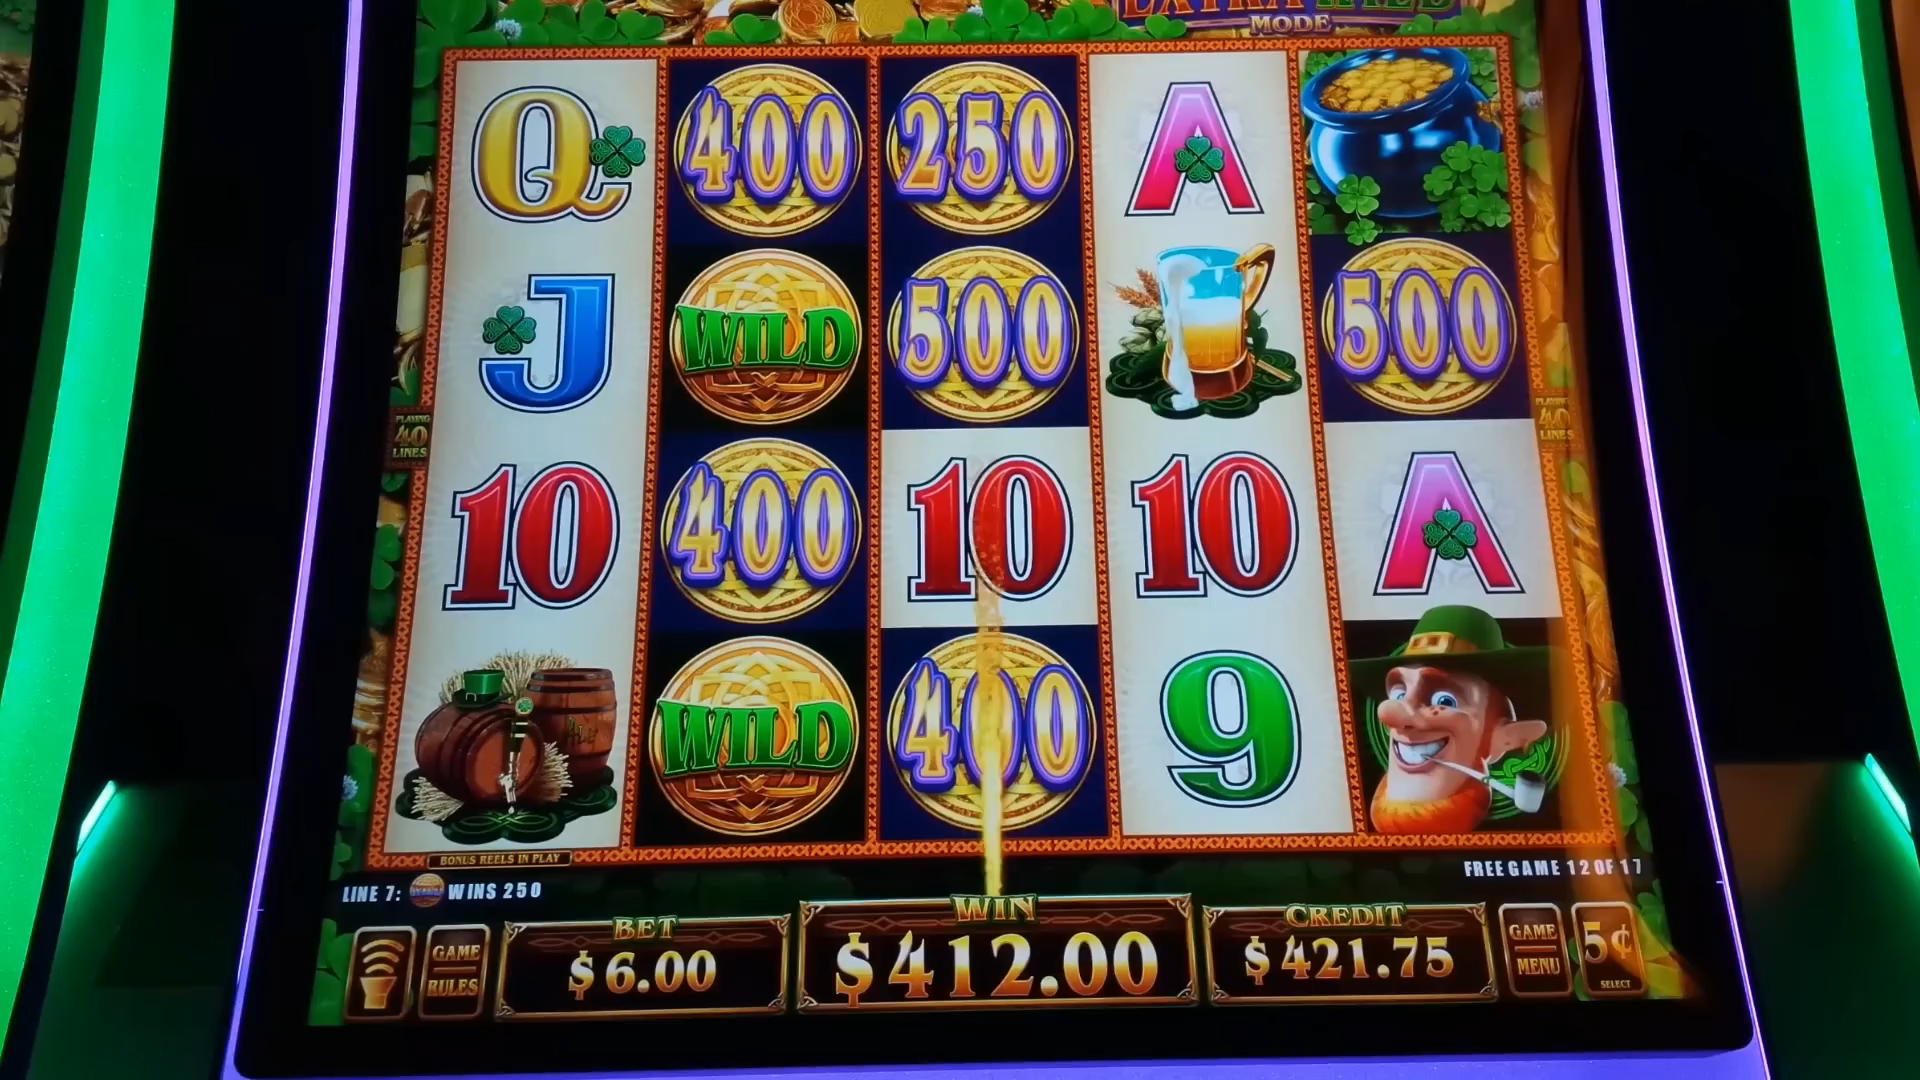 EXTRA WILD
MODE
Q 400 250 A
J WILD 500 500
PLAYING
40
LINES
PLAYING
40
LINES
10 400 10 10 A
ALE
WILD 400 9
BONUS REELS IN PLAY
LINE 7: WINS 250
FREE GAME 12 OF 17
BET
$6.00
WIN
$412.00
CREDIT
$421.75
GAME
RULES
GAME
MENU
5¢
SELECT